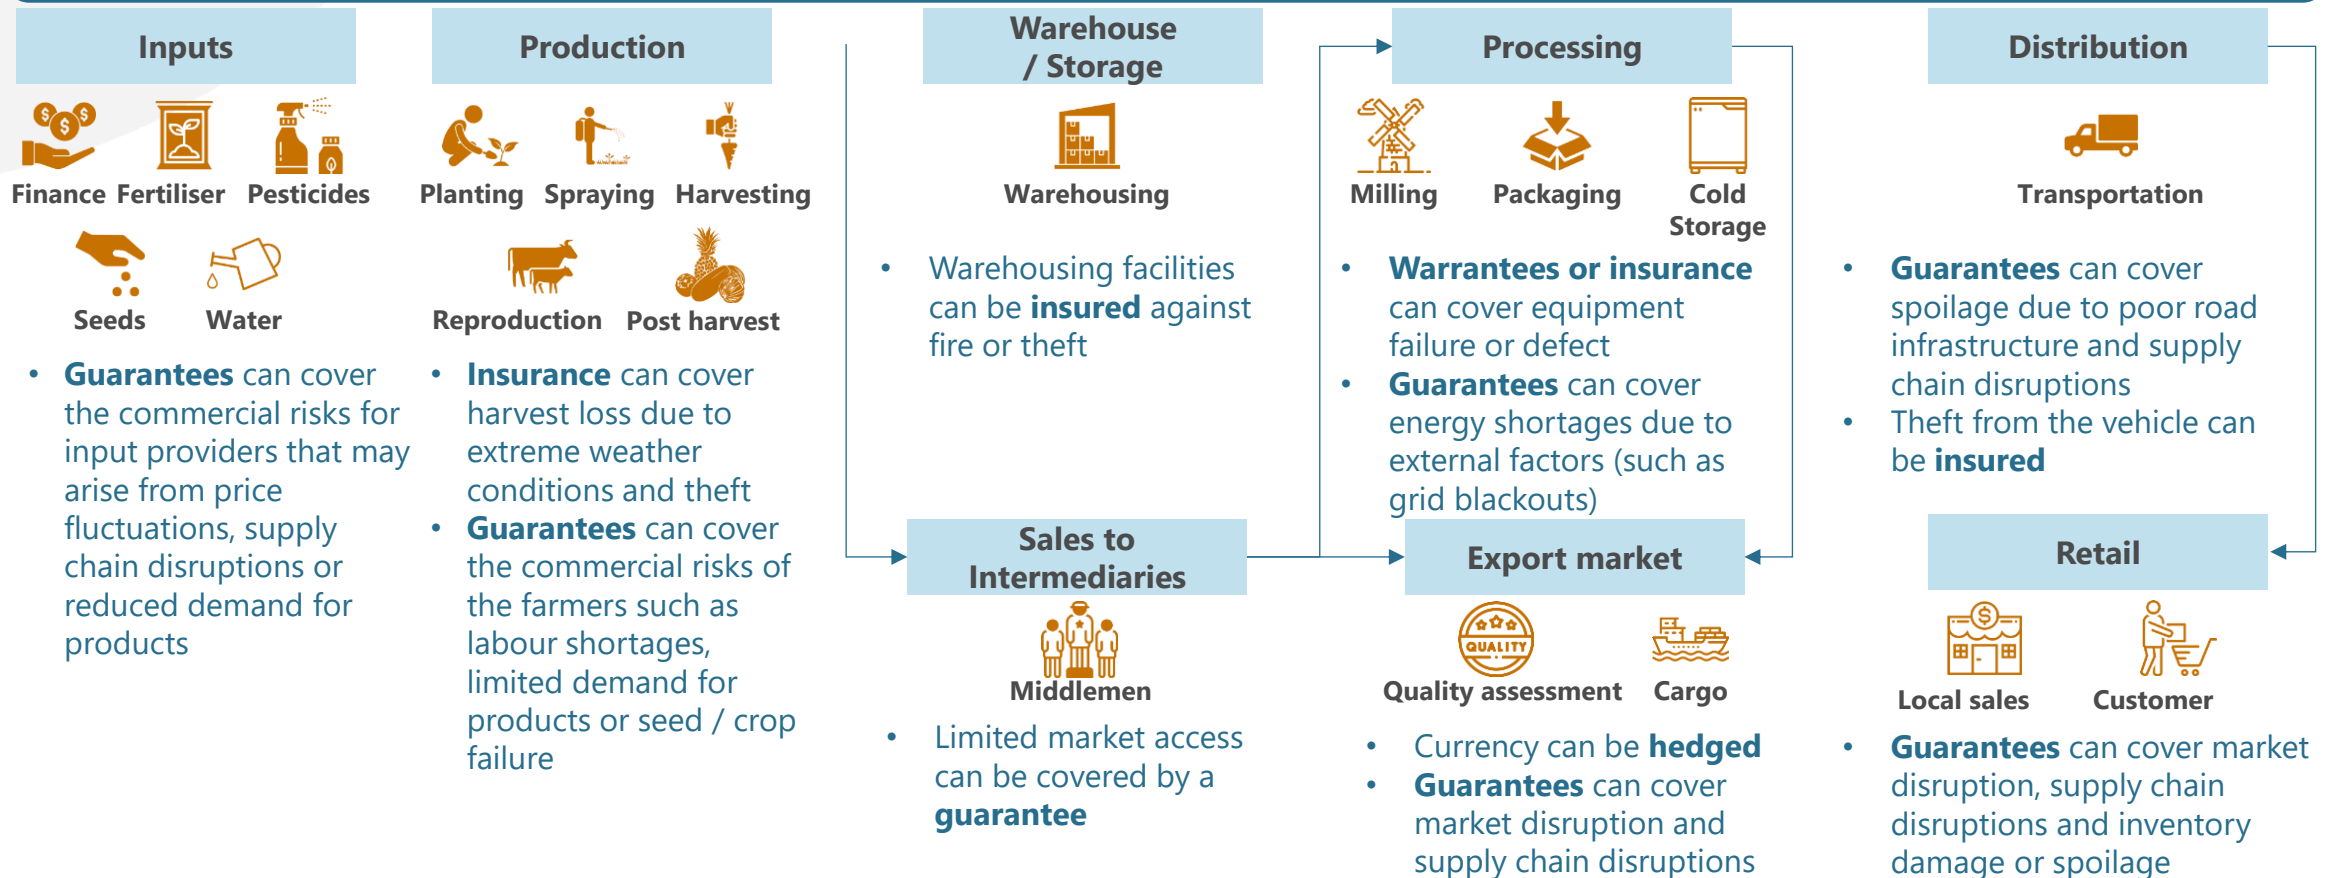 Inputs
Finance Fertiliser Pesticides
Seeds Water
• Guarantees can cover
the commercial risks for
input providers that may
arise from price
fluctuations, supply
chain disruptions or
reduced demand for
products
Production
Planting Spraying Harvesting
Reproduction Post harvest
• Insurance can cover
harvest loss due to
extreme weather
conditions and theft
• Guarantees can cover
the commercial risks of
the farmers such as
labour shortages,
limited demand for
products or seed / crop
failure
Warehouse
/ Storage
Warehousing
• Warehousing facilities
can be insured against
fire or theft
Sales to
Intermediaries
Middlemen
• Limited market access
can be covered by a
guarantee
Processing
Milling Packaging Cold
Storage
• Warrantees or insurance
can cover equipment
failure or defect
• Guarantees can cover
energy shortages due to
external factors (such as
grid blackouts)
Export market
QUALITY
Quality assessment Cargo
• Currency can be hedged
• Guarantees can cover
market disruption and
supply chain disruptions
Distribution
Transportation
• Guarantees can cover
spoilage due to poor road
infrastructure and supply
chain disruptions
• Theft from the vehicle can
be insured
Retail
Local sales Customer
• Guarantees can cover market
disruption, supply chain
disruptions and inventory
damage or spoilage